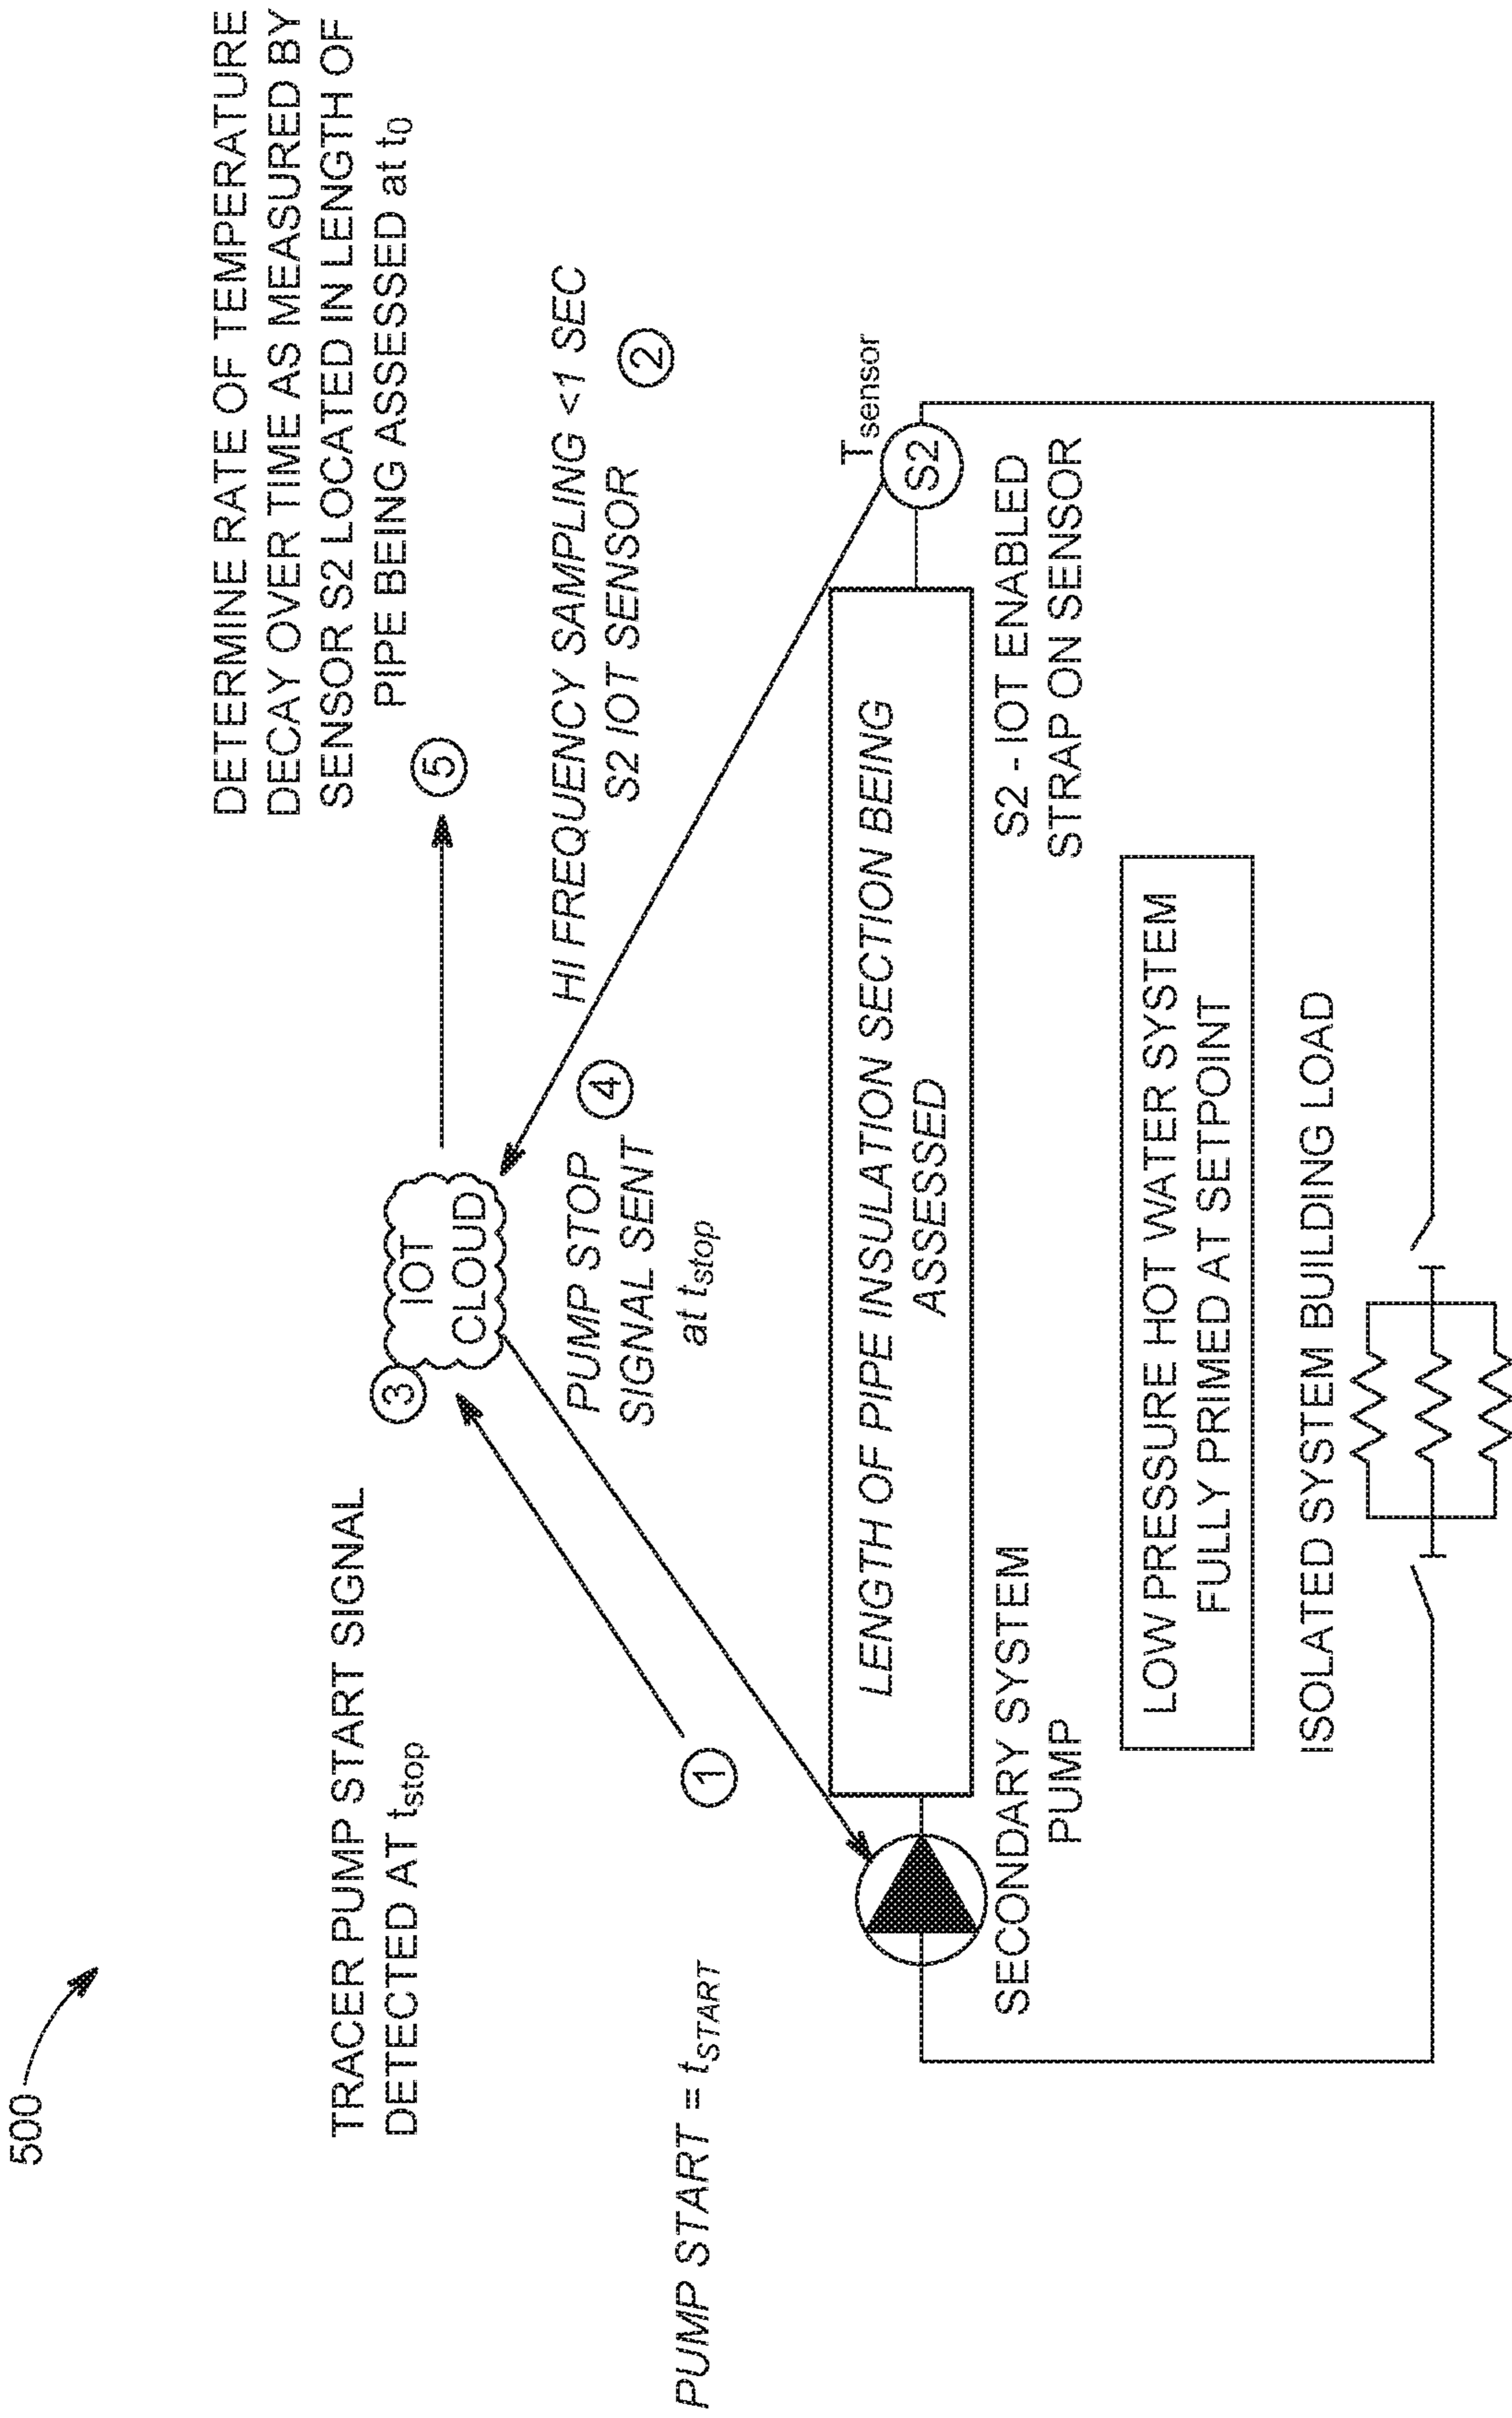 500
DETERMINE RATE OF TEMPERATURE
DECAY OVER TIME AS MEASURED BY
SENSOR S2 LOCATED IN LENGTH OF
PIPE BEING ASSESSED at t0
TRACER PUMP START SIGNAL
DETECTED AT tstop
3
IOT
CLOUD
5
HI FREQUENCY SAMPLING <1 SEC
S2 IOT SENSOR
2
PUMP STOP
SIGNAL SENT
at tstop
4
PUMP START = tSTART
1
Tsensor
S2
LENGTH OF PIPE INSULATION SECTION BEING
ASSESSED
SECONDARY SYSTEM
PUMP
S2 - IOT ENABLED
STRAP ON SENSOR
LOW PRESSURE HOT WATER SYSTEM
FULLY PRIMED AT SETPOINT
ISOLATED SYSTEM BUILDING LOAD